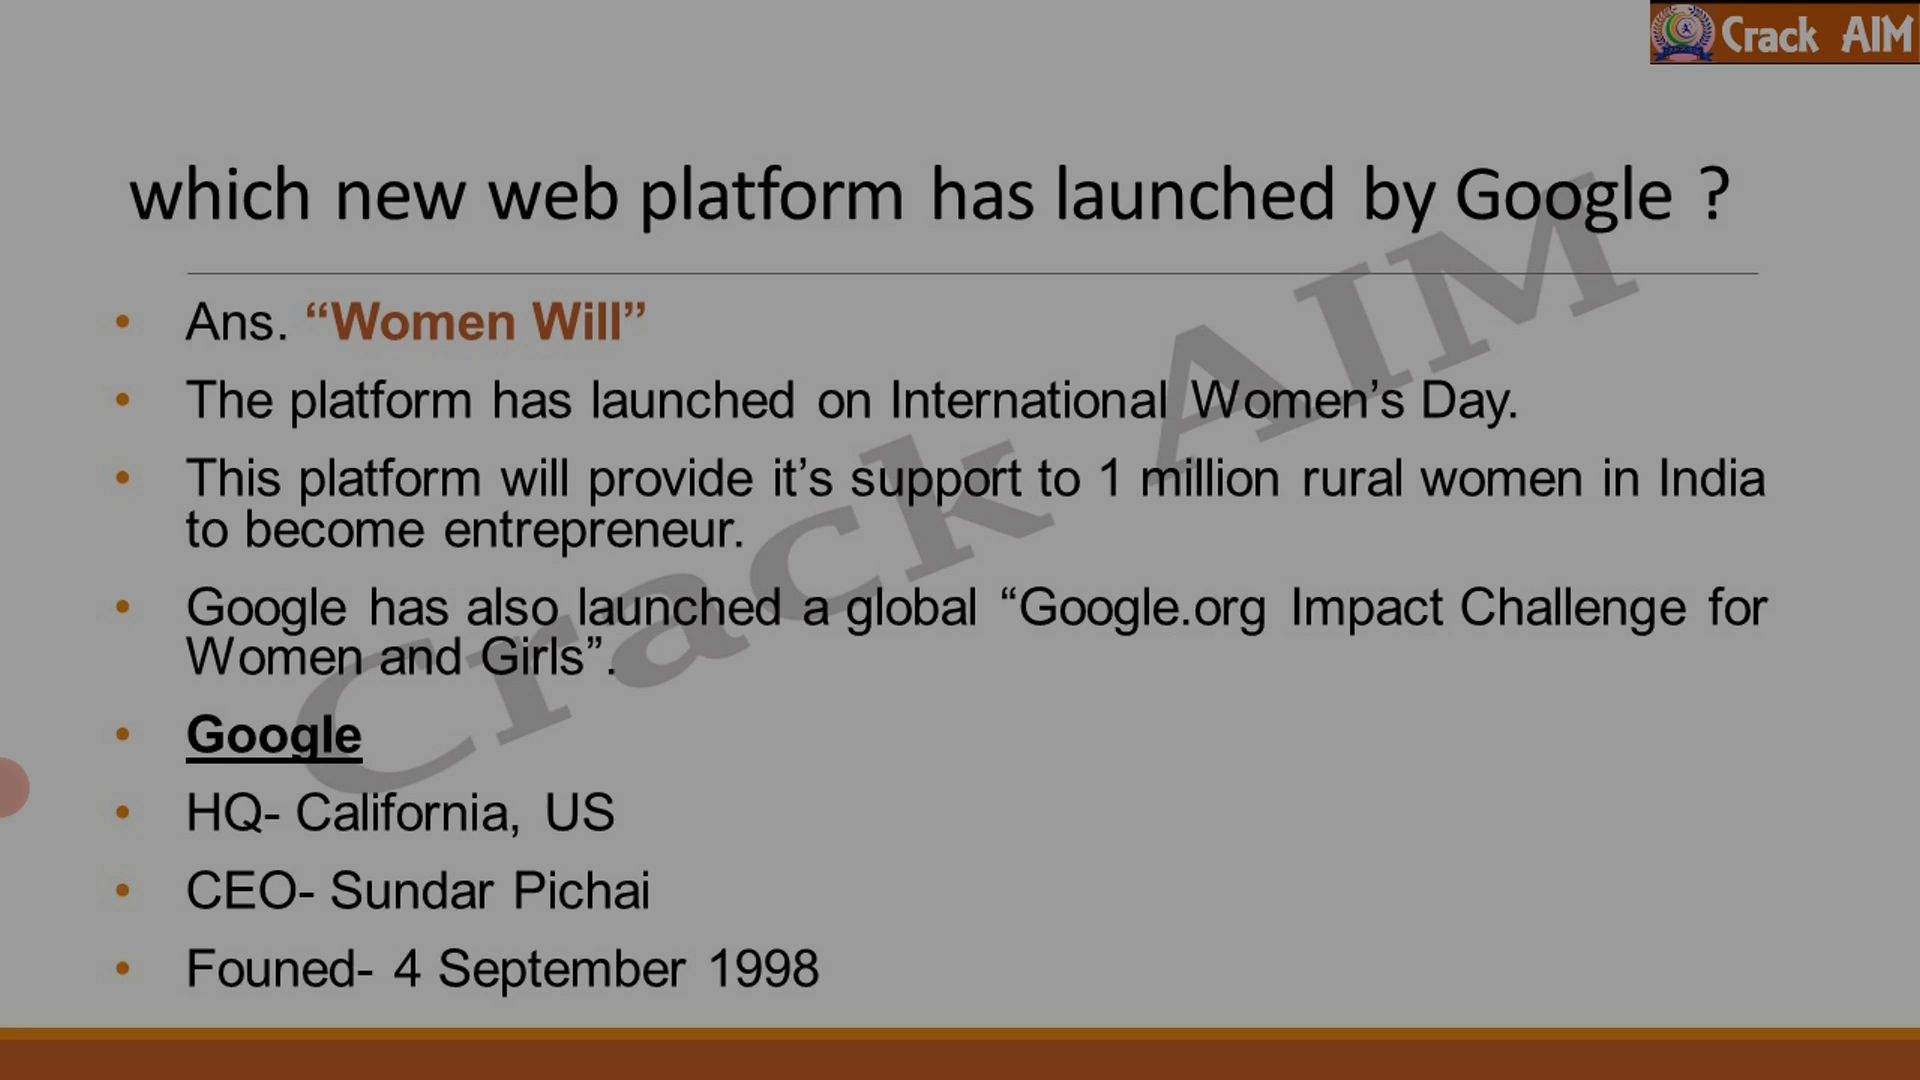 Crack AIM
which new web platform has launched by Google ?
• Ans. “Women Will”
• The platform has launched on International Women’s Day.
• This platform will provide it’s support to 1 million rural women in India
to become entrepreneur.
• Google has also launched a global “Google.org Impact Challenge for
Women and Girls”.
• Google
• HQ- California, US
• CEO- Sundar Pichai
• Founed- 4 September 1998
Crack AIM